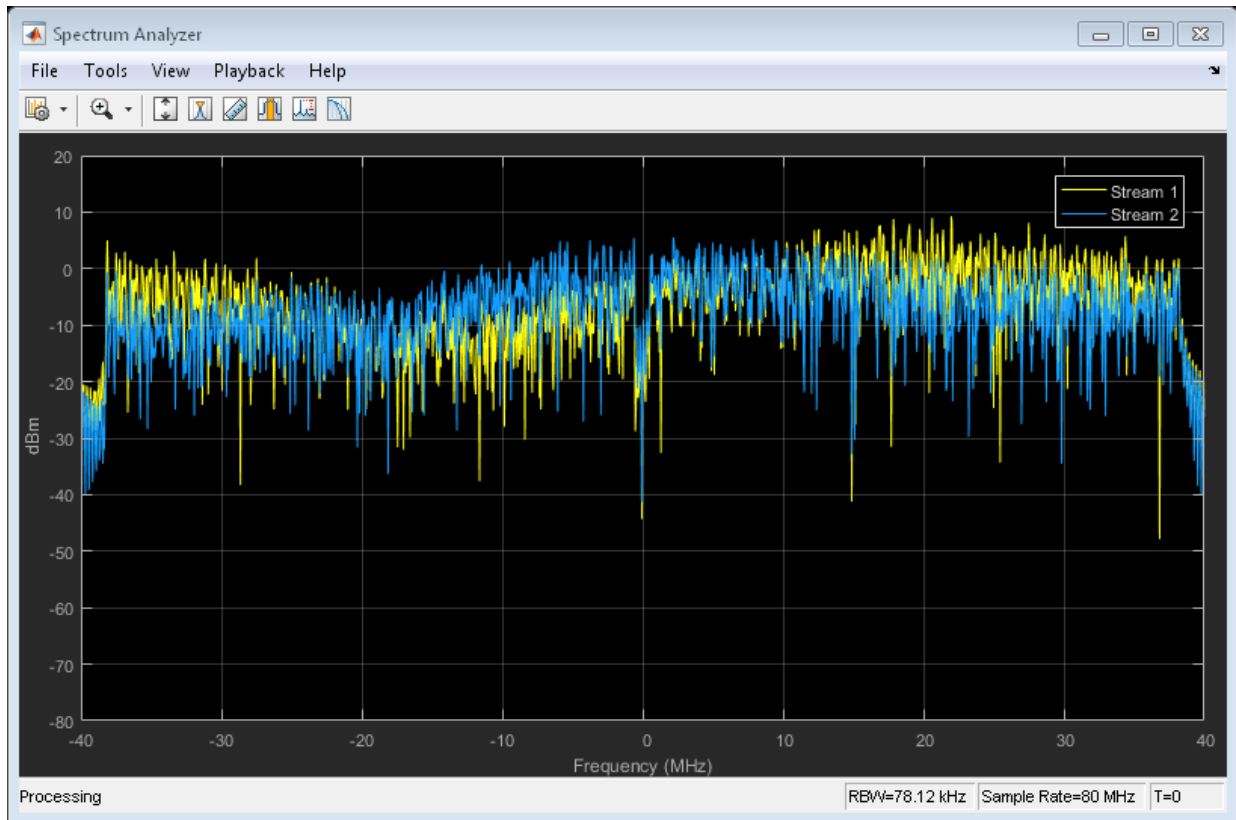 Spectrum Analyzer
File Tools View Playback Help
20
10
0
-10
-20
-30
-40
-50
-60
-70
-80
dBm
Stream 1
Stream 2
-40 -30 -20 -10 0 10 20 30 40
Frequency (MHz)
Processing RBW=78.12 kHz Sample Rate=80 MHz T=0